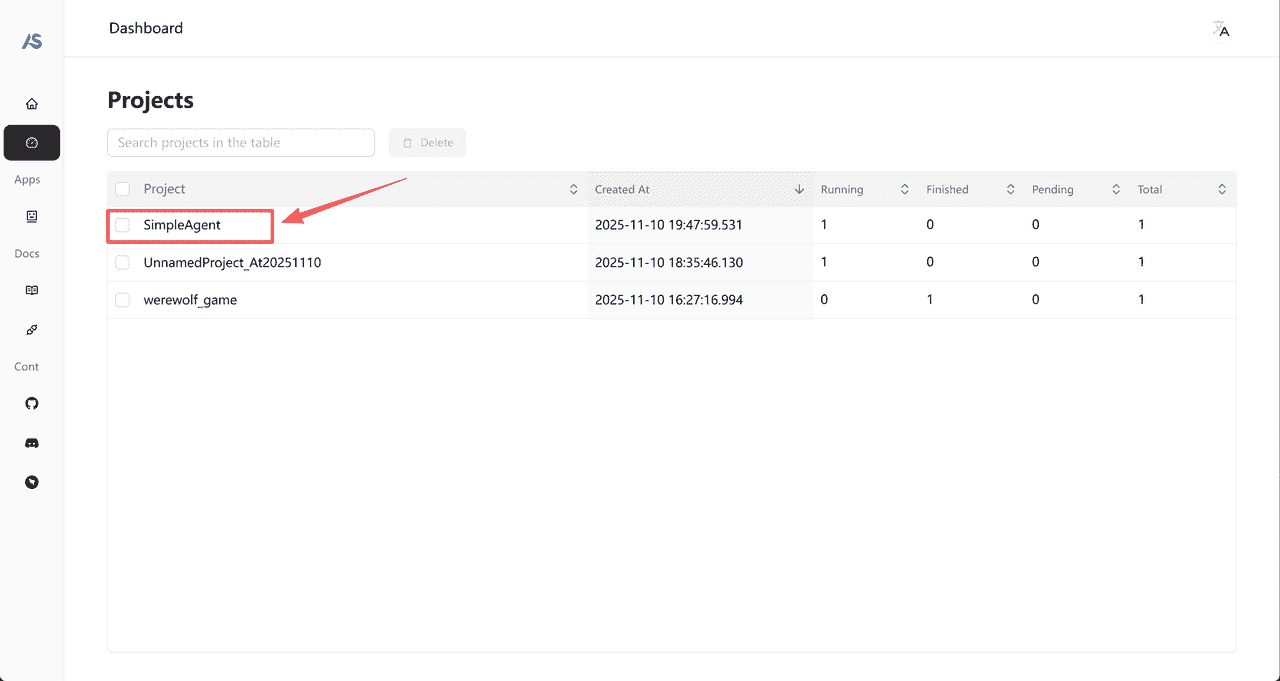 Dashboard
Projects
Search projects in the table
Delete
Project Created At Running Finished Pending Total
SimpleAgent 2025-11-10 19:47:59.531 1 0 0 1
UnnamedProject_At20251110 2025-11-10 18:35:46.130 1 0 0 1
werewolf_game 2025-11-10 16:27:16.994 0 1 0 1
Apps
Docs
Cont